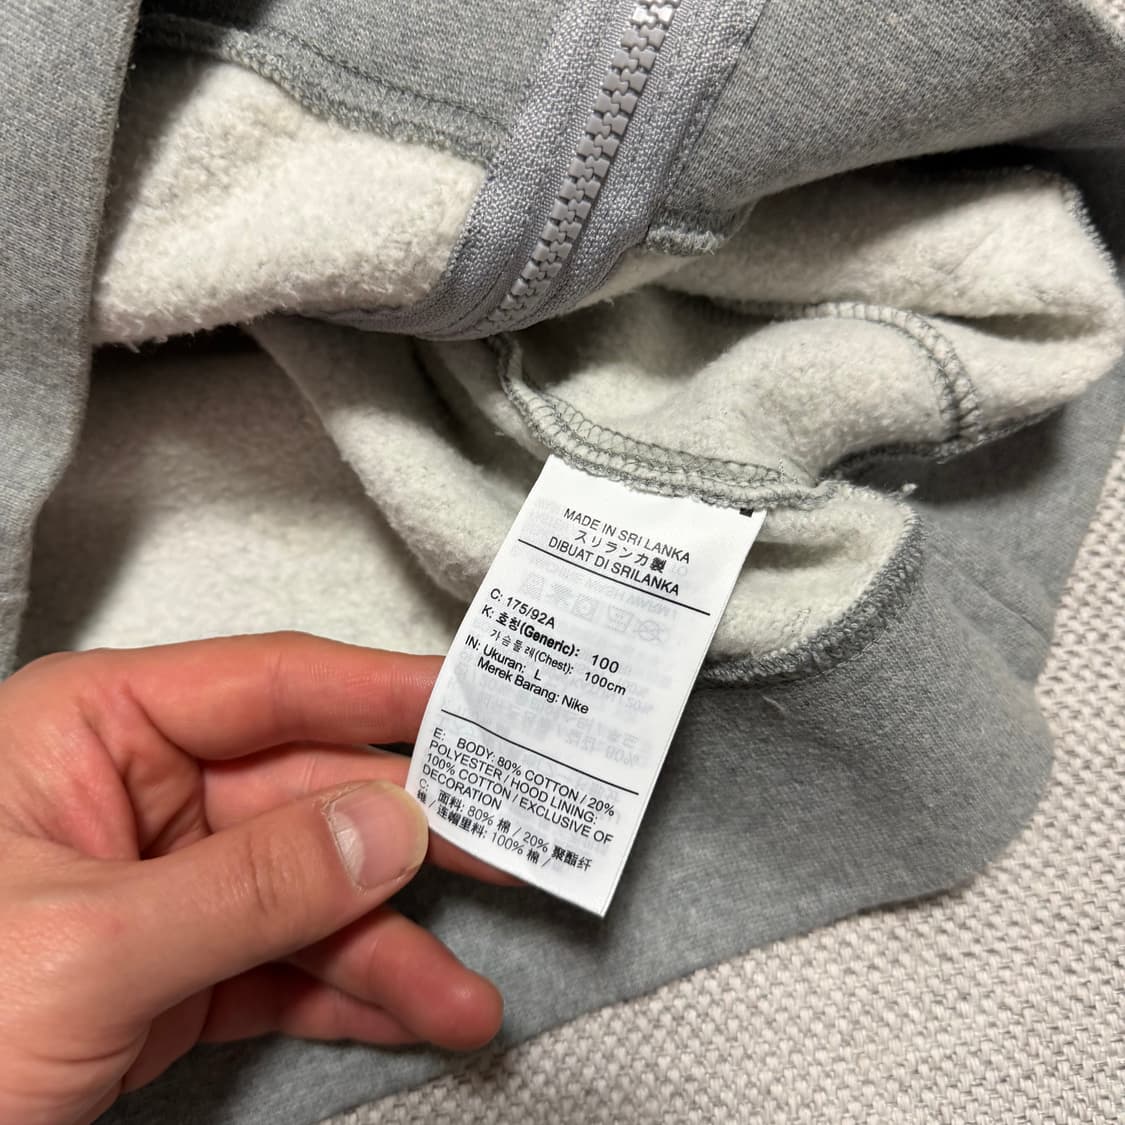 MADE IN SRI LANKA
スリランカ製
DIBUAT DI SRILANKA
C: 175/92A
K: 호칭(Generic): 100
가슴둘레(Chest): 100cm
IN: Ukuran: L
Merek Barang: Nike
E: BODY: 80% COTTON / 20%
POLYESTER / HOOD LINING:
100% COTTON / EXCLUSIVE OF
DECORATION
C: 面料: 80% 棉 / 20% 聚酯纤
维 / 连帽里料: 100% 棉 /